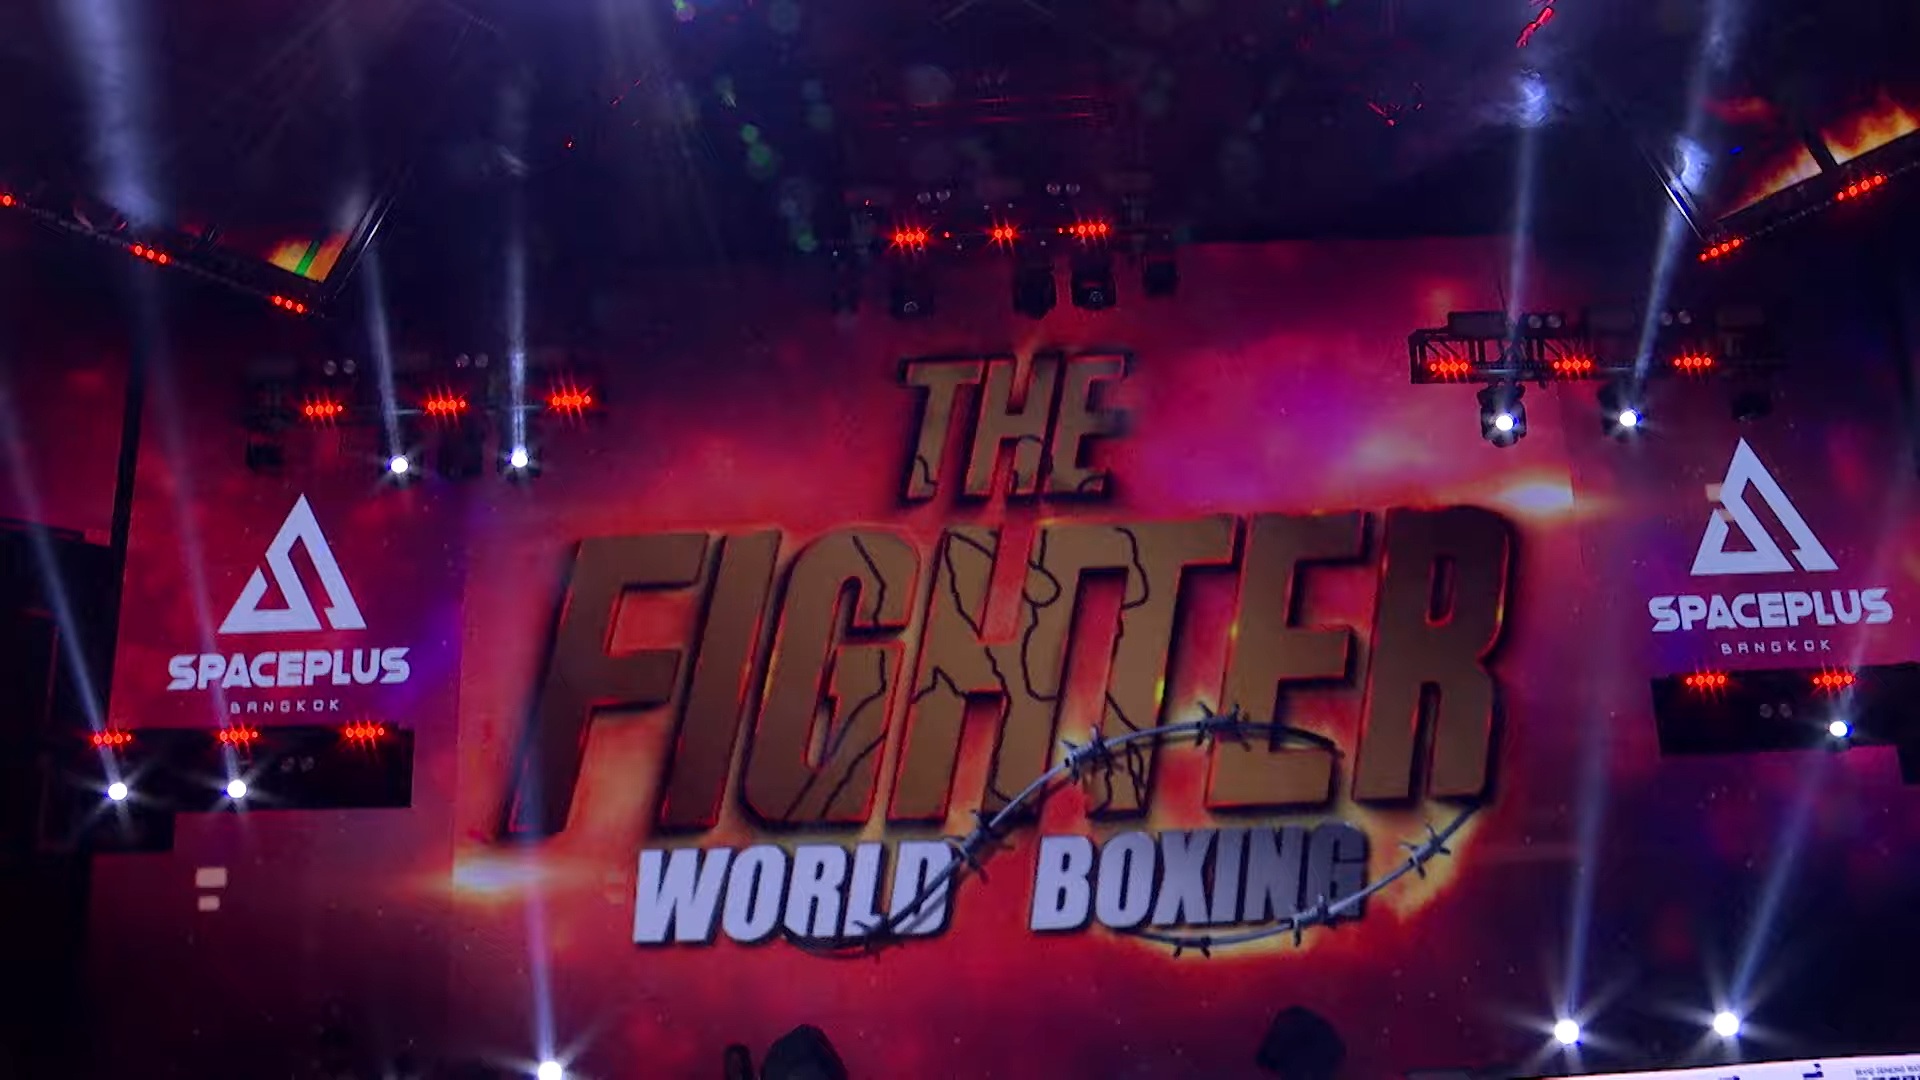 THE
FIGHTER
WORLD BOXING
SPACEPLUS
BANGKOK
SPACEPLUS
BANGKOK